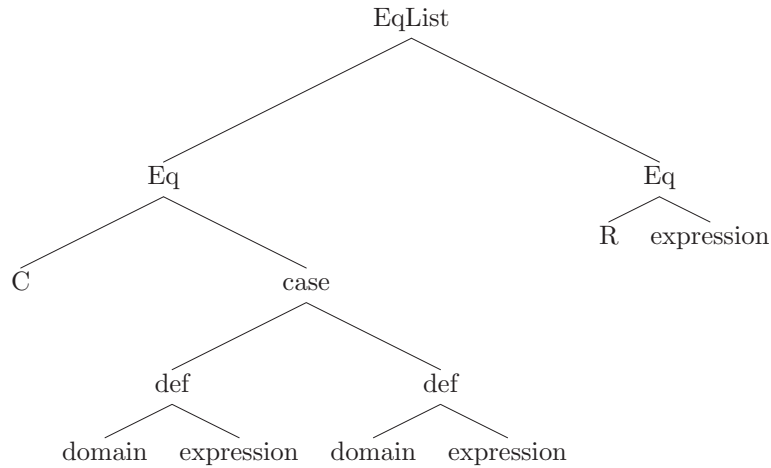 EqList
Eq Eq
R expression
C case
def def
domain expression domain expression